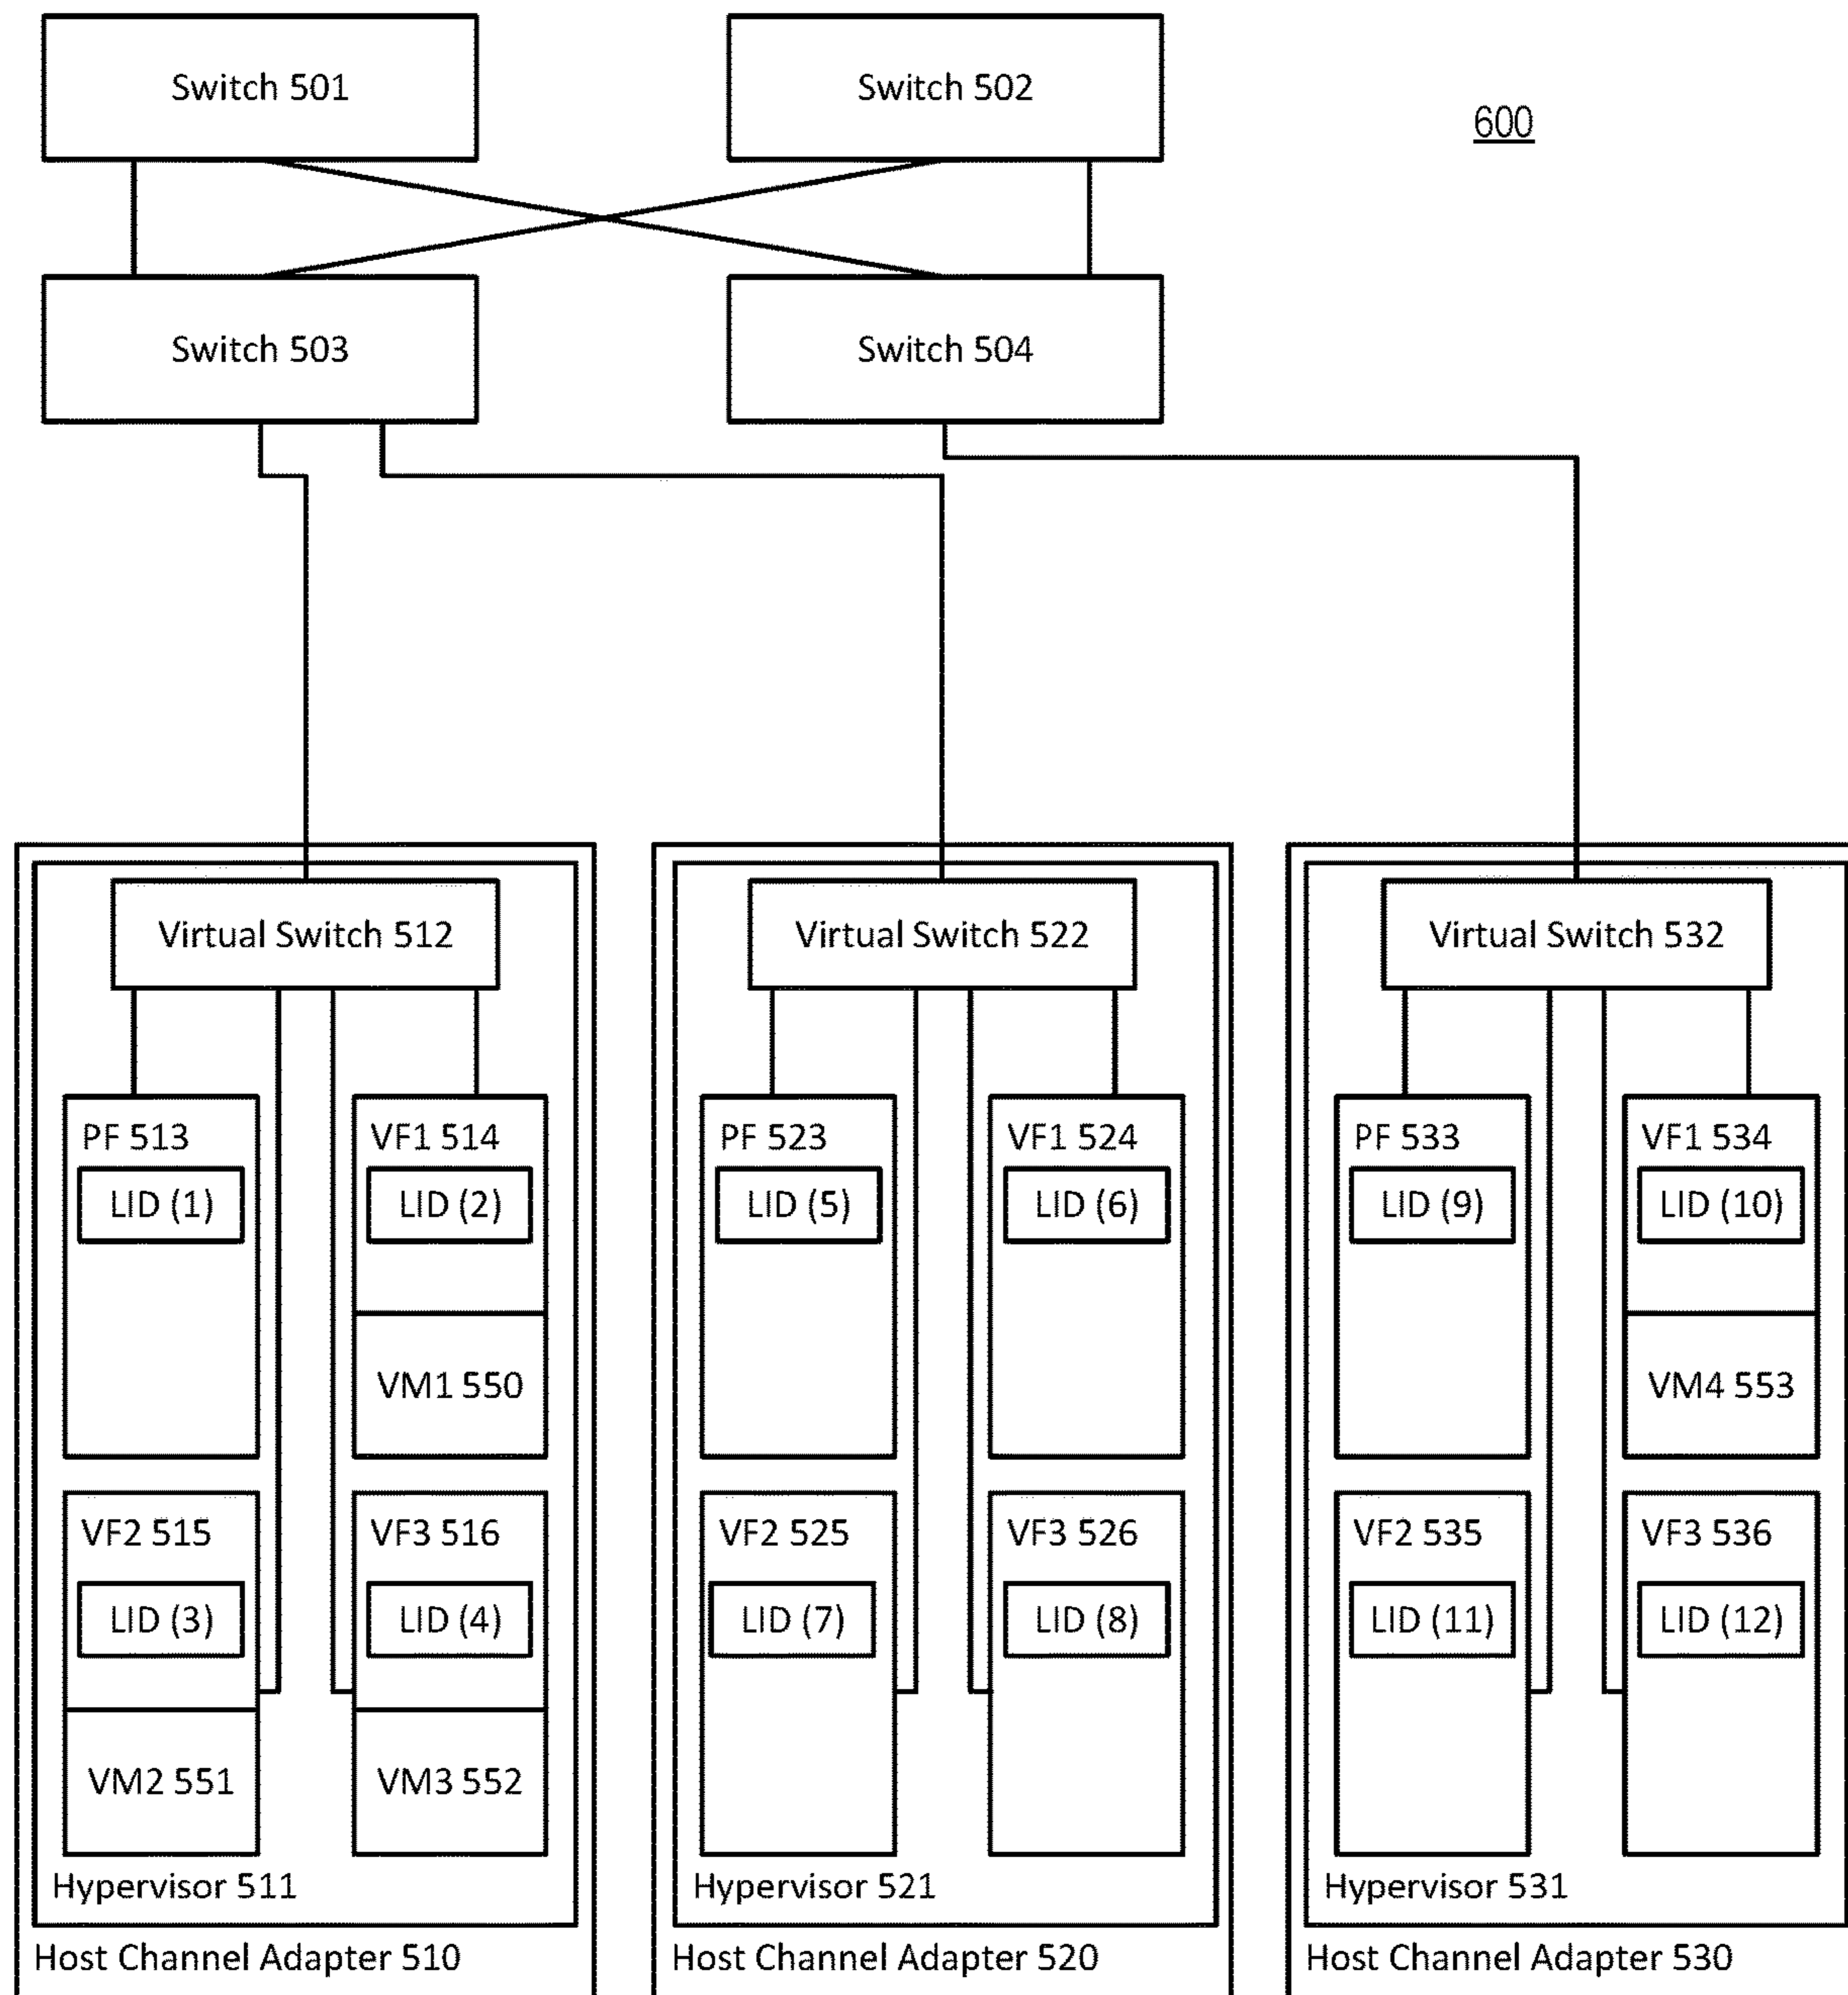 Switch 501
Switch 502
600
Switch 503
Switch 504
Virtual Switch 512
PF 513
LID (1)
VF1 514
LID (2)
VM1 550
VF2 515
LID (3)
VM2 551
VF3 516
LID (4)
VM3 552
Hypervisor 511
Host Channel Adapter 510
Virtual Switch 522
PF 523
LID (5)
VF1 524
LID (6)
VF2 525
LID (7)
VF3 526
LID (8)
Hypervisor 521
Host Channel Adapter 520
Virtual Switch 532
PF 533
LID (9)
VF1 534
LID (10)
VM4 553
VF2 535
LID (11)
VF3 536
LID (12)
Hypervisor 531
Host Channel Adapter 530